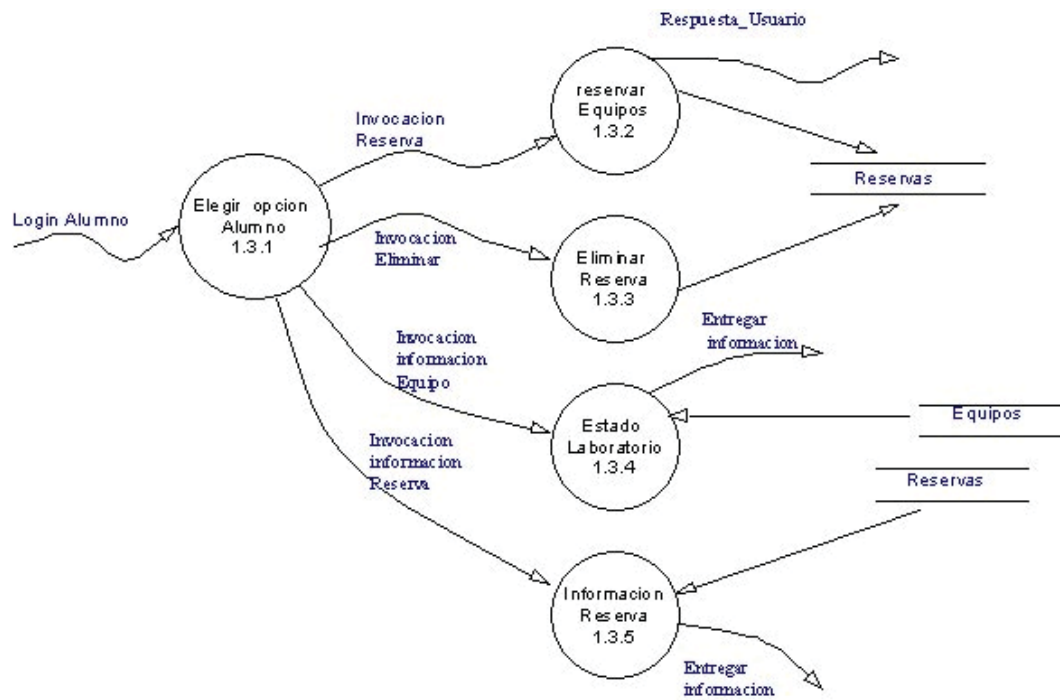 Respuesta_Usuario
reservar
Equipos
1.3.2
Invocacion
Reserva
Reservas
Elegir opcion
Alumno
1.3.1
Login Alumno
Invocacion
Eliminar
Eliminar
Reserva
1.3.3
Entregar
informacion
Invocacion
informacion
Equipo
Estado
Laboratorio
1.3.4
Equipos
Invocacion
informacion
Reserva
Reservas
Informacion
Reserva
1.3.5
Entregar
informacion